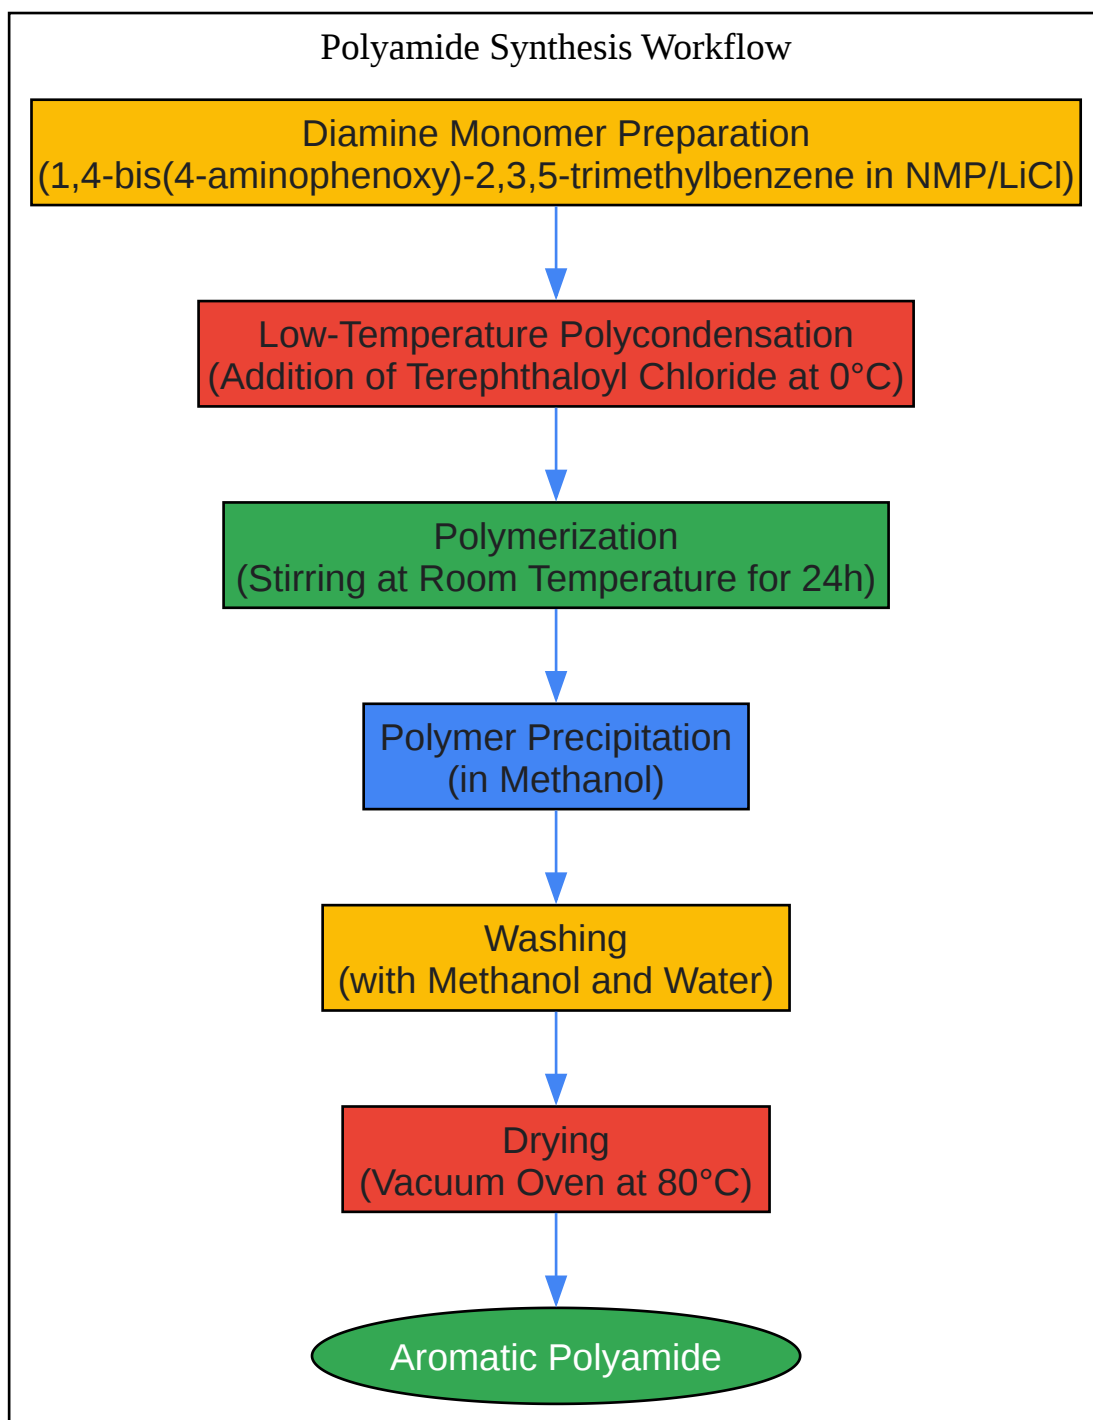 Polyamide Synthesis Workflow
Diamine Monomer Preparation
(1,4-bis(4-aminophenoxy)-2,3,5-trimethylbenzene in NMP/LiCl)
Low-Temperature Polycondensation
(Addition of Terephthaloyl Chloride at 0°C)
Polymerization
(Stirring at Room Temperature for 24h)
Polymer Precipitation
(in Methanol)
Washing
(with Methanol and Water)
Drying
(Vacuum Oven at 80°C)
Aromatic Polyamide